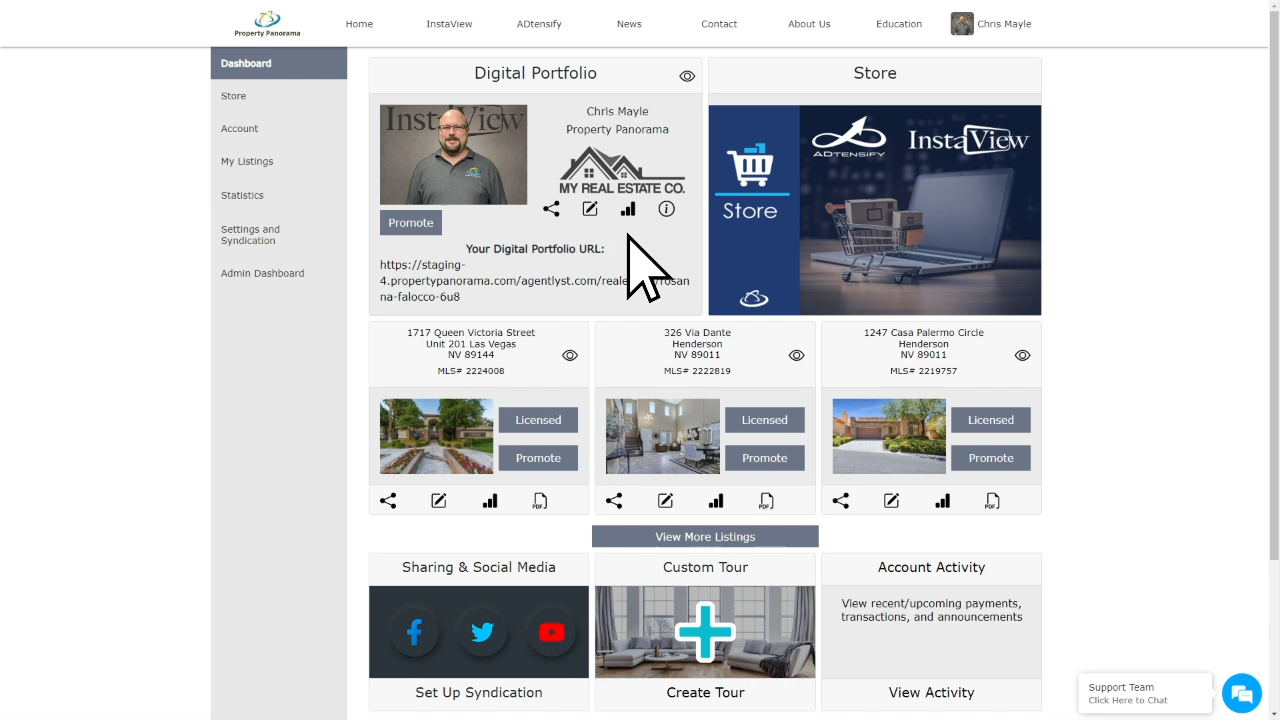 Property Panorama
Home
InstaView
ADtensify
News
Contact
About Us
Education
Chris Mayle
Dashboard
Store
Account
My Listings
Statistics
Settings and
Syndication
Admin Dashboard
Digital Portfolio
InstaView
Chris Mayle
Property Panorama
MY REAL ESTATE CO.
Promote
Your Digital Portfolio URL:
https://staging-
4.propertypanorama.com/agentlyst.com/reale
rosan
na-falocco-6u8
Store
Store
ADTENSIFY
InstaView
1717 Queen Victoria Street
Unit 201 Las Vegas
NV 89144
MLS# 2224008
Licensed
Promote
PDF
326 Via Dante
Henderson
NV 89011
MLS# 2222819
Licensed
Promote
PDF
1247 Casa Palermo Circle
Henderson
NV 89011
MLS# 2219757
Licensed
Promote
PDF
View More Listings
Sharing & Social Media
Set Up Syndication
Custom Tour
Create Tour
Account Activity
View recent/upcoming payments,
transactions, and announcements
View Activity
Support Team
Click Here to Chat